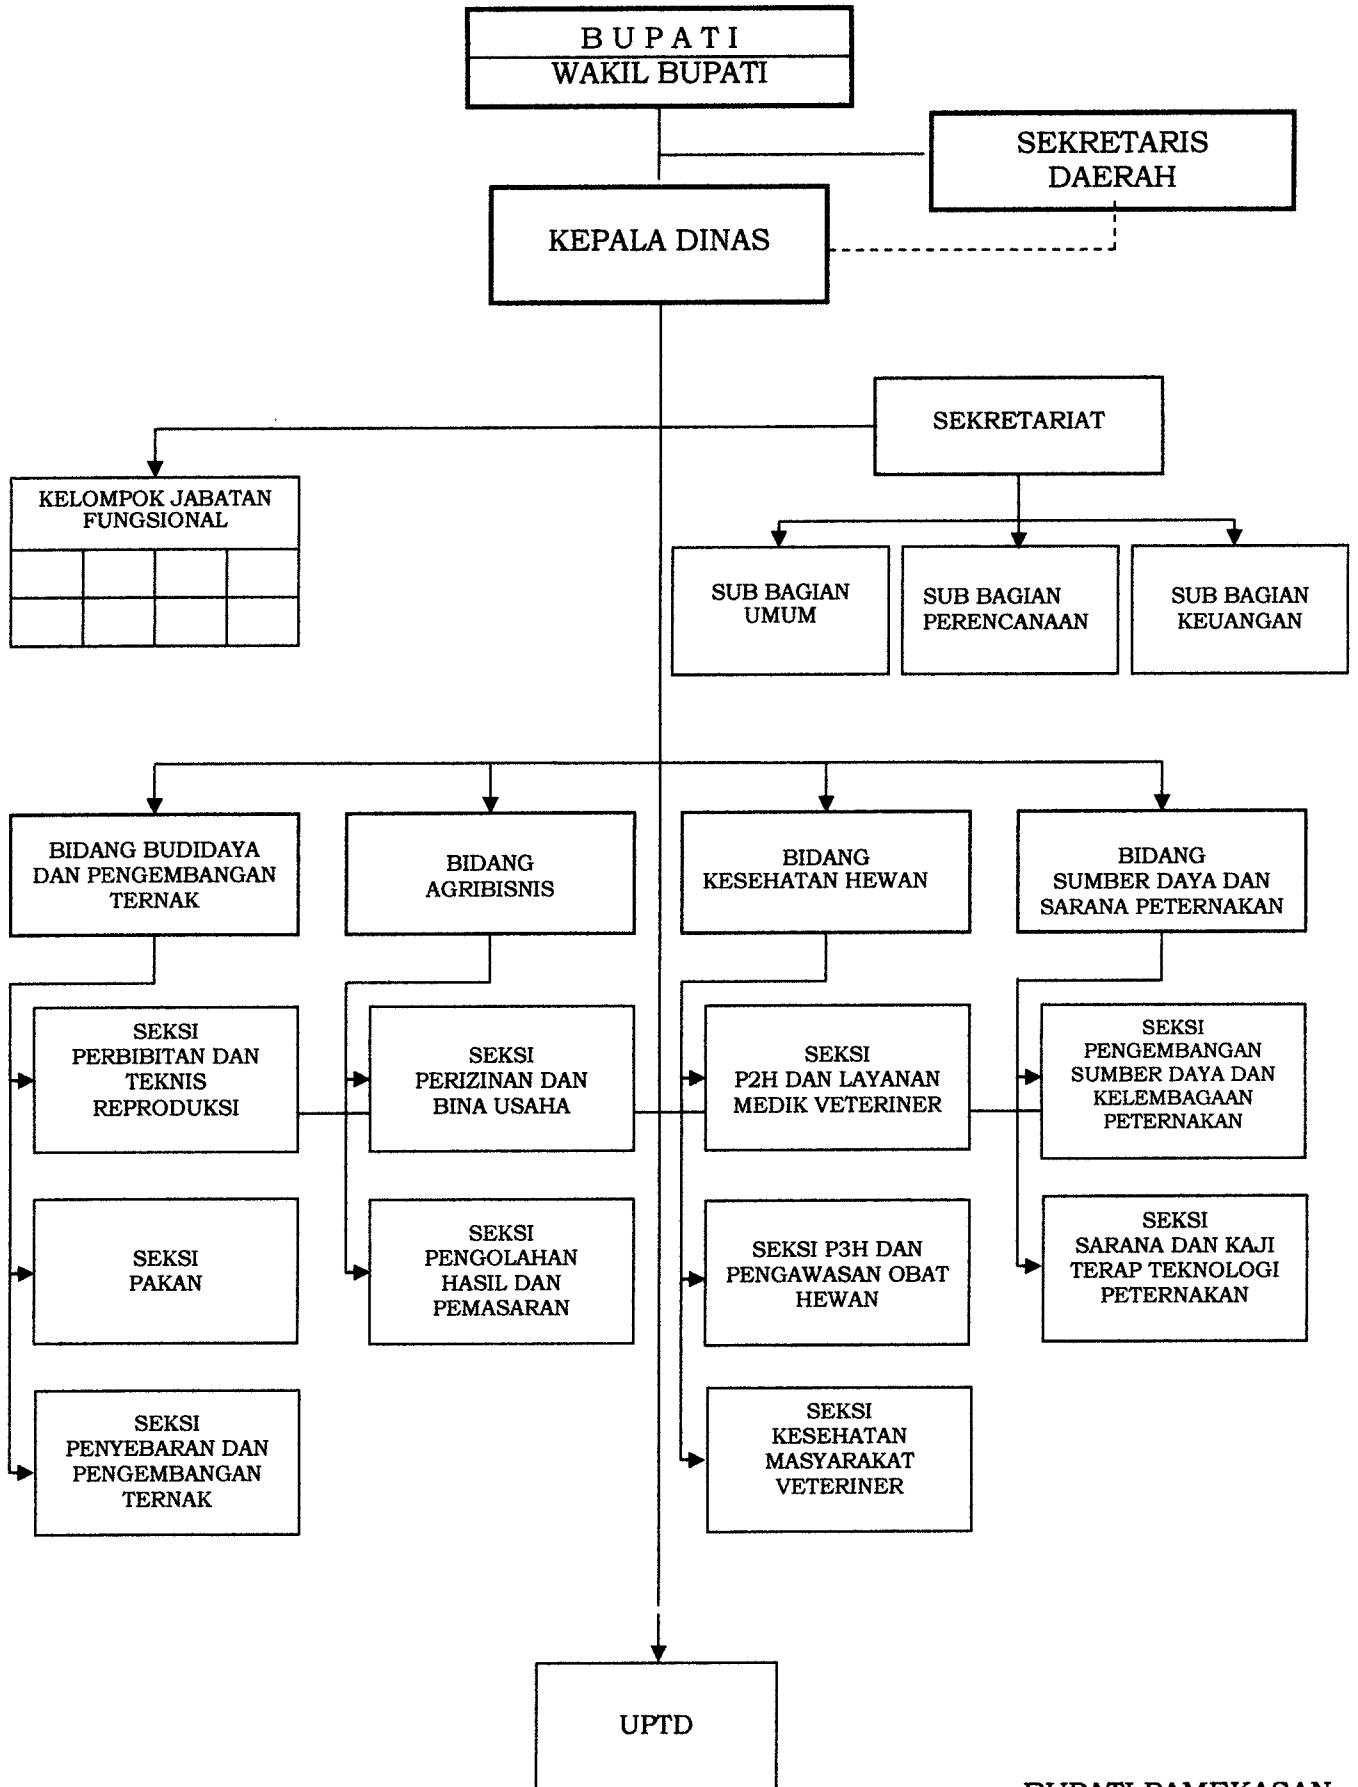 B U P A T I
WAKIL BUPATI
SEKRETARIS
DAERAH
KEPALA DINAS
SEKRETARIAT
KELOMPOK JABATAN
FUNGSIONAL
SUB BAGIAN
UMUM
SUB BAGIAN
PERENCANAAN
SUB BAGIAN
KEUANGAN
BIDANG BUDIDAYA
DAN PENGEMBANGAN
TERNAK
BIDANG
AGRIBISNIS
BIDANG
KESEHATAN HEWAN
BIDANG
SUMBER DAYA DAN
SARANA PETERNAKAN
SEKSI
PERBIBITAN DAN
TEKNIS
REPRODUKSI
SEKSI
PERIZINAN DAN
BINA USAHA
SEKSI
P2H DAN LAYANAN
MEDIK VETERINER
SEKSI
PENGEMBANGAN
SUMBER DAYA DAN
KELEMBAGAAN
PETERNAKAN
SEKSI
PAKAN
SEKSI
PENGOLAHAN
HASIL DAN
PEMASARAN
SEKSI P3H DAN
PENGAWASAN OBAT
HEWAN
SEKSI
SARANA DAN KAJI
TERAP TEKNOLOGI
PETERNAKAN
SEKSI
PENYEBARAN DAN
PENGEMBANGAN
TERNAK
SEKSI
KESEHATAN
MASYARAKAT
VETERINER
UPTD
BUPATI PAMEKASAN